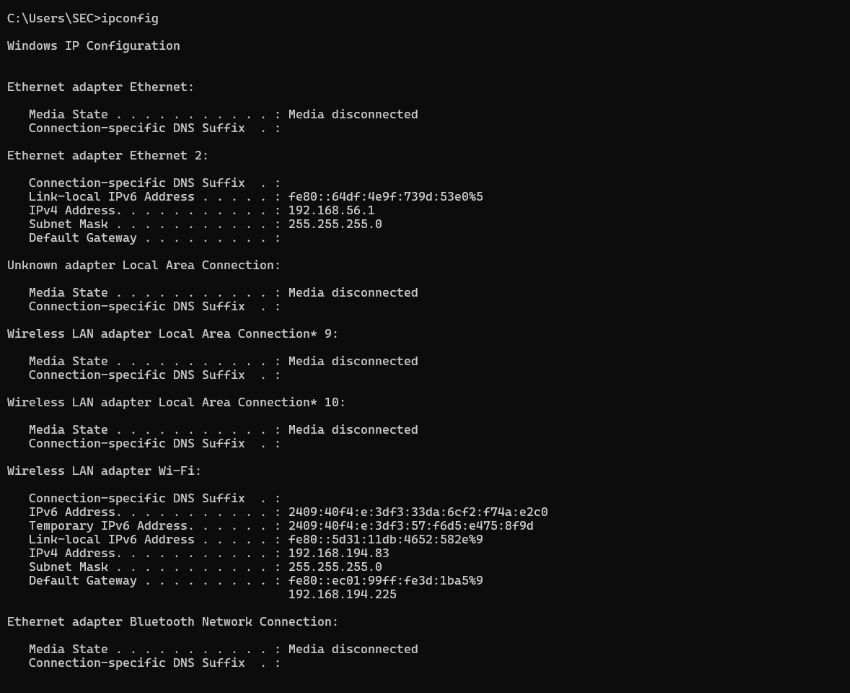 C:\Users\SEC>ipconfig
Windows IP Configuration
Ethernet adapter Ethernet:
   Media State . . . . . . . . . . . : Media disconnected
   Connection-specific DNS Suffix  . :
Ethernet adapter Ethernet 2:
   Connection-specific DNS Suffix  . :
   Link-local IPv6 Address . . . . . : fe80::64df:4e9f:739d:53e0%5
   IPv4 Address. . . . . . . . . . . : 192.168.56.1
   Subnet Mask . . . . . . . . . . . : 255.255.255.0
   Default Gateway . . . . . . . . . :
Unknown adapter Local Area Connection:
   Media State . . . . . . . . . . . : Media disconnected
   Connection-specific DNS Suffix  . :
Wireless LAN adapter Local Area Connection* 9:
   Media State . . . . . . . . . . . : Media disconnected
   Connection-specific DNS Suffix  . :
Wireless LAN adapter Local Area Connection* 10:
   Media State . . . . . . . . . . . : Media disconnected
   Connection-specific DNS Suffix  . :
Wireless LAN adapter Wi-Fi:
   Connection-specific DNS Suffix  . :
   IPv6 Address. . . . . . . . . . . : 2409:40f4:e:3df3:33da:6cf2:f74a:e2c0
   Temporary IPv6 Address. . . . . . : 2409:40f4:e:3df3:57:f6d5:e475:8f9d
   Link-local IPv6 Address . . . . . : fe80::5d31:11db:4652:582e%9
   IPv4 Address. . . . . . . . . . . : 192.168.194.83
   Subnet Mask . . . . . . . . . . . : 255.255.255.0
   Default Gateway . . . . . . . . . : fe80::ec01:99ff:fe3d:1ba5%9
                                       192.168.194.225
Ethernet adapter Bluetooth Network Connection:
   Media State . . . . . . . . . . . : Media disconnected
   Connection-specific DNS Suffix  . :